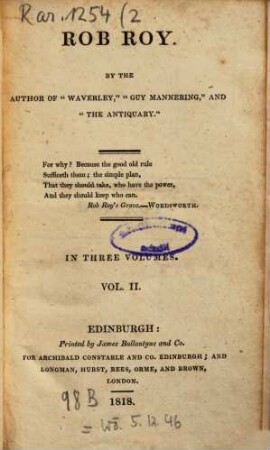 Rar. 1254 (2
ROB ROY.
BY THE
AUTHOR OF "WAVERLEY," "GUY MANNERING," AND
"THE ANTIQUARY."
For why? Because the good old rule
Sufficeth them; the simple plan,
That they should take, who have the power,
And they should keep who can.
Rob Roy's Grave.—WORDSWORTH.
IN THREE VOLUMES.
VOL. II.
EDINBURGH:
Printed by James Ballantyne and Co.
FOR ARCHIBALD CONSTABLE AND CO. EDINBURGH; AND
LONGMAN, HURST, REES, ORME, AND BROWN,
LONDON.
1818.
98 B
5.12.46